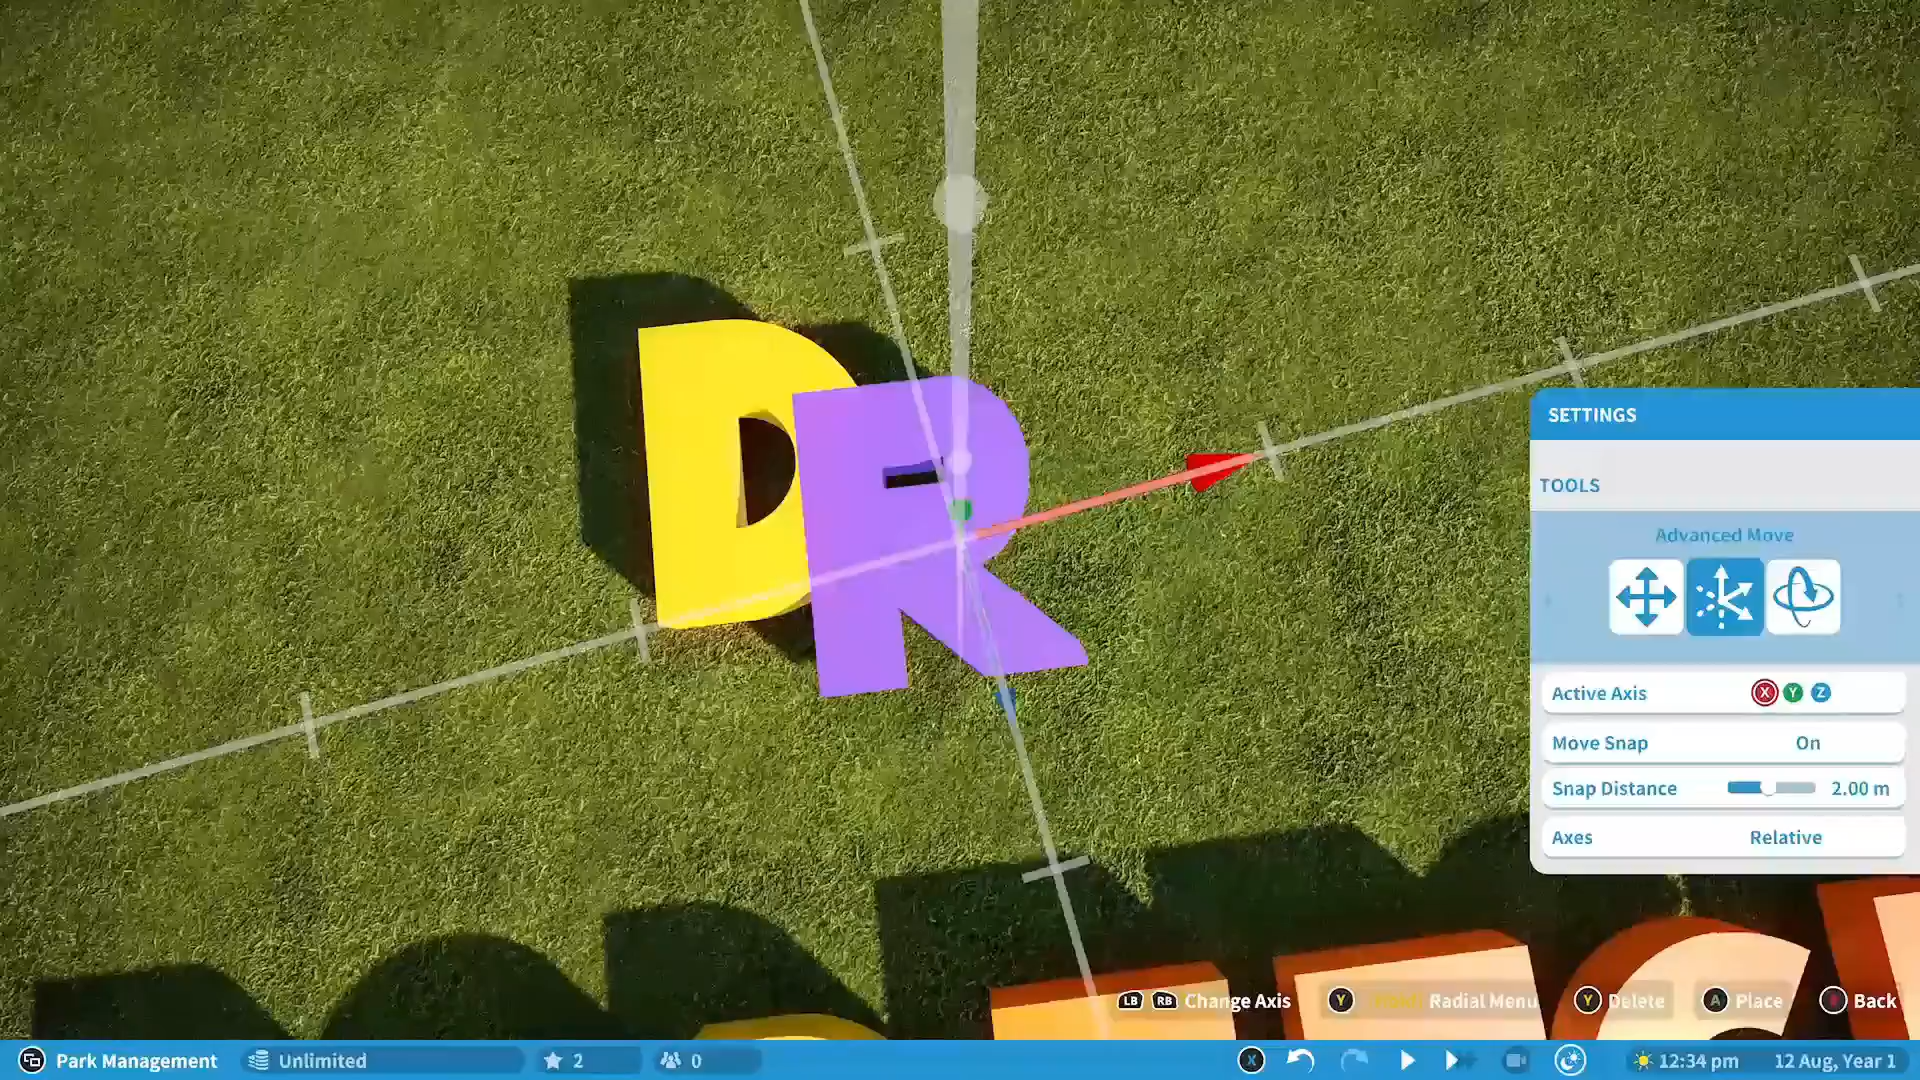 D
R
SETTINGS
TOOLS
Advanced Move
Active Axis X Y Z
Move Snap On
Snap Distance 2.00 m
Axes Relative
LB RB Change Axis Y Radial Menu Y Delete A Place Back
Park Management Unlimited 2 0 X 12:34 pm 12 Aug, Year 1